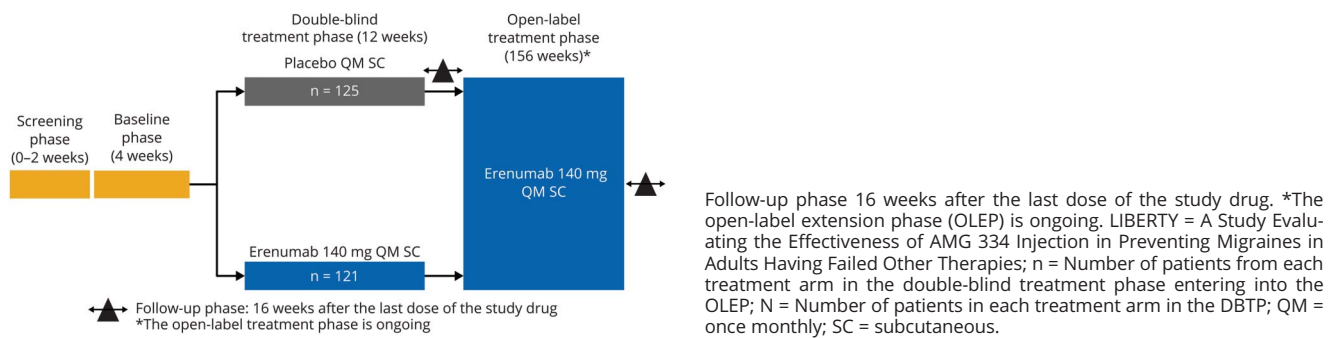 Double-blind
treatment phase (12 weeks)
Placebo QM SC
n = 125
Open-label
treatment phase
(156 weeks)*
Screening
phase
(0–2 weeks)
Baseline
phase
(4 weeks)
Erenumab 140 mg
QM SC
Erenumab 140 mg QM SC
n = 121
Follow-up phase: 16 weeks after the last dose of the study drug
*The open-label treatment phase is ongoing
Follow-up phase 16 weeks after the last dose of the study drug. *The
open-label extension phase (OLEP) is ongoing. LIBERTY = A Study Evalu-
ating the Effectiveness of AMG 334 Injection in Preventing Migraines in
Adults Having Failed Other Therapies; n = Number of patients from each
treatment arm in the double-blind treatment phase entering into the
OLEP; N = Number of patients in each treatment arm in the DBTP; QM =
once monthly; SC = subcutaneous.